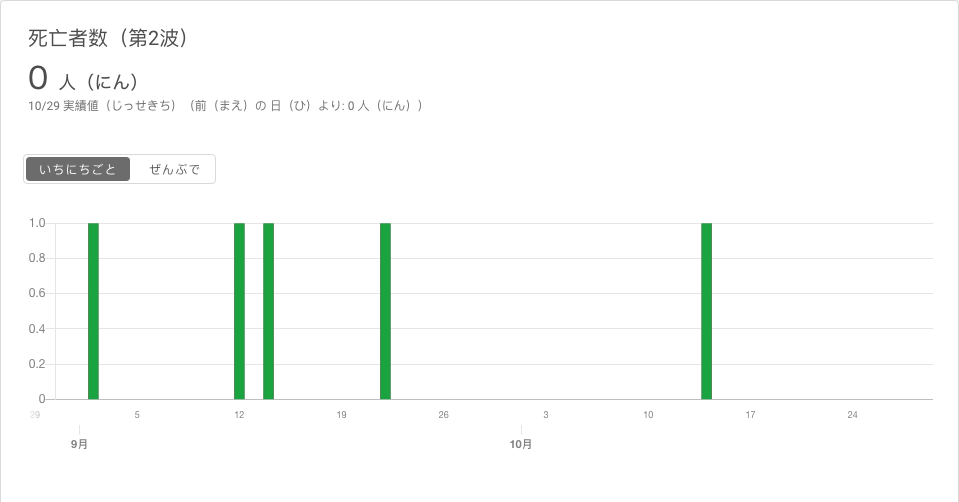 死亡者数（第2波）
0 人（にん）
10/29 実績値（じっせきち）（前（まえ）の 日（ひ）より: 0 人（にん））
いちにちごと ぜんぶで
1.0
0.8
0.6
0.4
0.2
0
29 5 12 19 26 3 10 17 24
9月 10月